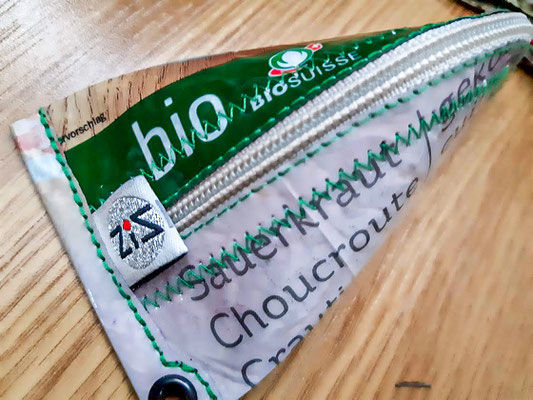 bio
BIOSUISSE
ZiS
Sauerkraut /
Choucroute /